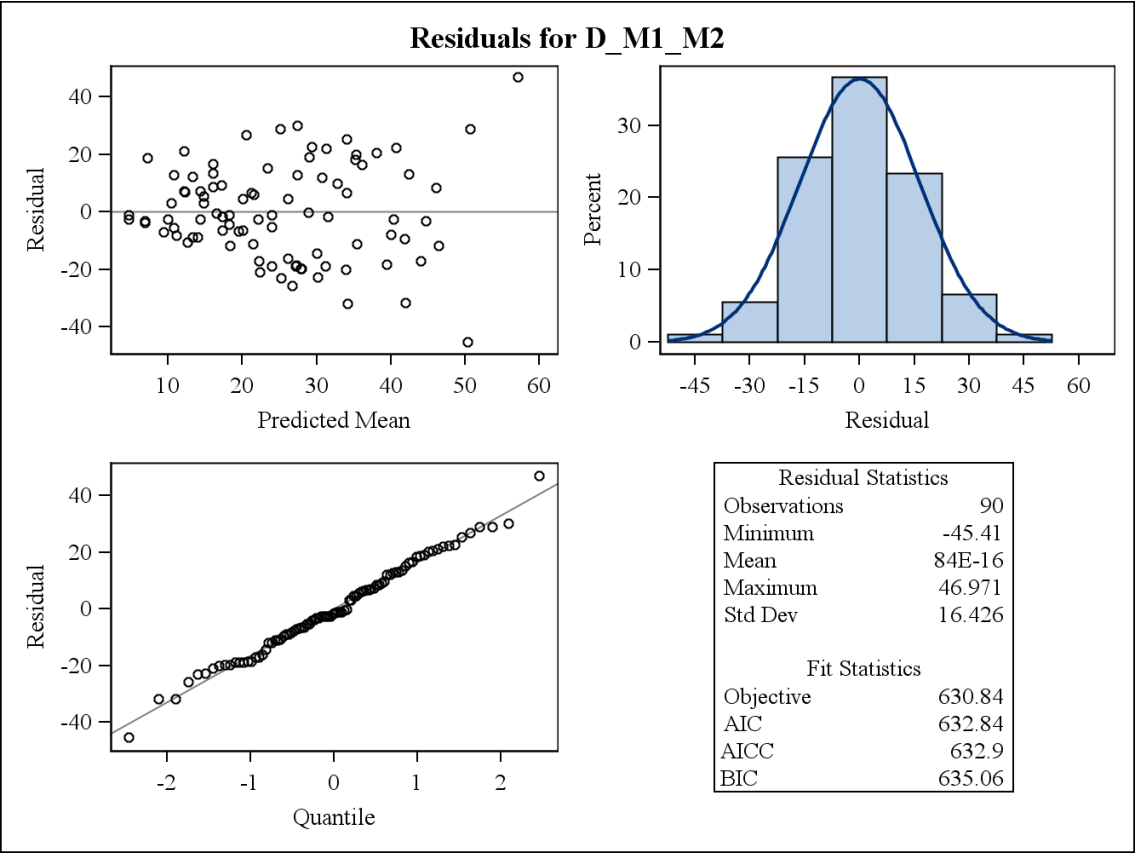 Residuals for D_M1_M2
Residual
40
20
0
-20
-40
10 20 30 40 50 60
Predicted Mean
Percent
30
20
10
0
-45 -30 -15 0 15 30 45 60
Residual
Residual
40
20
0
-20
-40
-2 -1 0 1 2
Quantile
Residual Statistics
Observations 90
Minimum -45.41
Mean 84E-16
Maximum 46.971
Std Dev 16.426
Fit Statistics
Objective 630.84
AIC 632.84
AICC 632.9
BIC 635.06